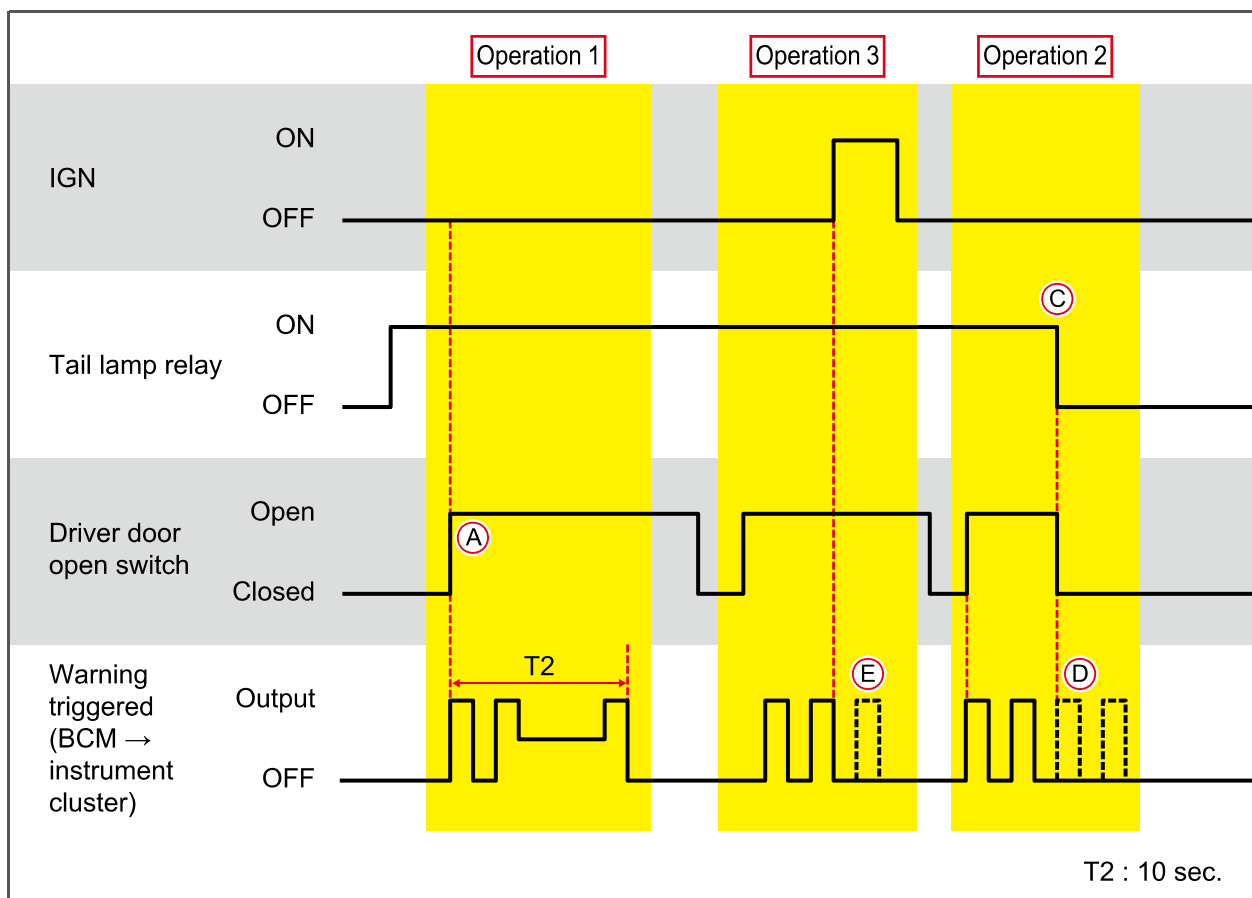 Operation 1
Operation 3
Operation 2
IGN
ON
OFF
Tail lamp relay
ON
OFF
C
Driver door
open switch
Open
Closed
A
Warning
triggered
(BCM →
instrument
cluster)
Output
OFF
T2
E
D
T2 : 10 sec.